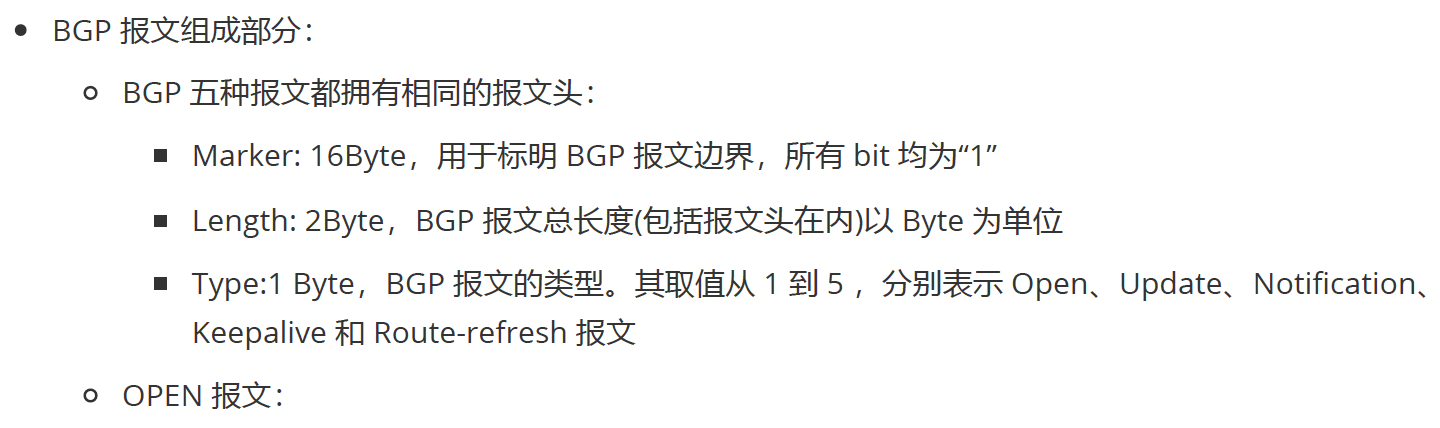 BGP 报文组成部分：
BGP 五种报文都拥有相同的报文头：
Marker: 16Byte，用于标明 BGP 报文边界，所有 bit 均为“1”
Length: 2Byte，BGP 报文总长度(包括报文头在内)以 Byte 为单位
Type:1 Byte，BGP 报文的类型。其取值从 1 到 5 ，分别表示 Open、Update、Notification、
Keepalive 和 Route-refresh 报文
OPEN 报文：